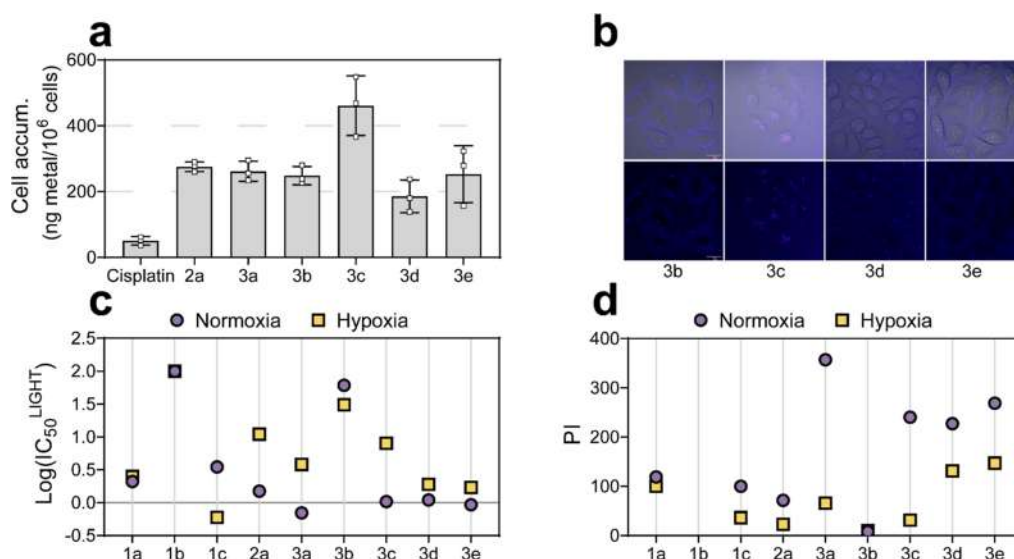 a
Cell accum.
(ng metal/10⁶ cells)
600
400
200
0
Cisplatin 2a 3a 3b 3c 3d 3e
b
3b 3c 3d 3e
c
Normoxia Hypoxia
Log(IC₅₀ᴸᴵᴳᴴᵀ)
2.5
2.0
1.5
1.0
0.5
0.0
-0.5
1a 1b 1c 2a 3a 3b 3c 3d 3e
d
Normoxia Hypoxia
PI
400
300
200
100
0
1a 1b 1c 2a 3a 3b 3c 3d 3e